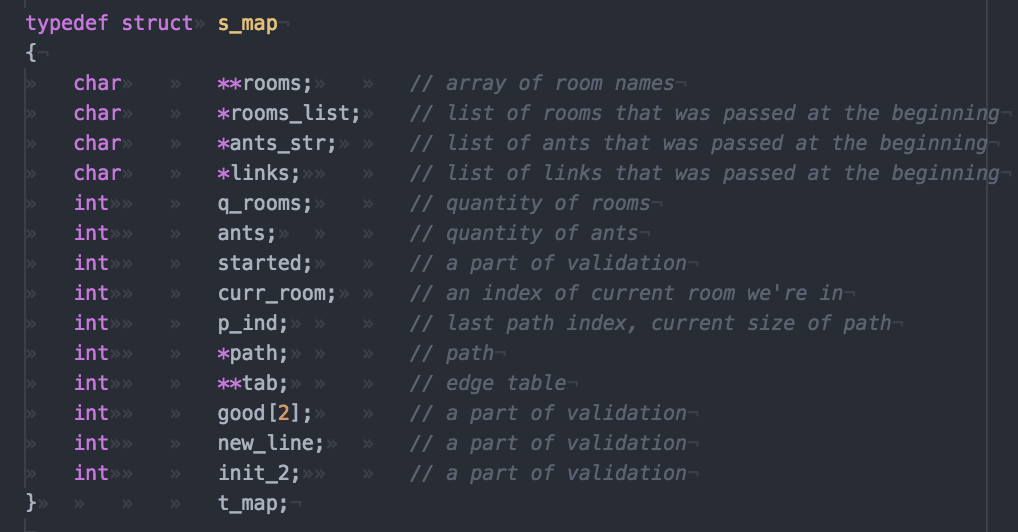 typedef struct s_map
{
char **rooms; // array of room names
char *rooms_list; // list of rooms that was passed at the beginning
char *ants_str; // list of ants that was passed at the beginning
char *links; // list of links that was passed at the beginning
int q_rooms; // quantity of rooms
int ants; // quantity of ants
int started; // a part of validation
int curr_room; // an index of current room we're in
int p_ind; // last path index, current size of path
int *path; // path
int **tab; // edge table
int good[2]; // a part of validation
int new_line; // a part of validation
int init_2; // a part of validation
} t_map;